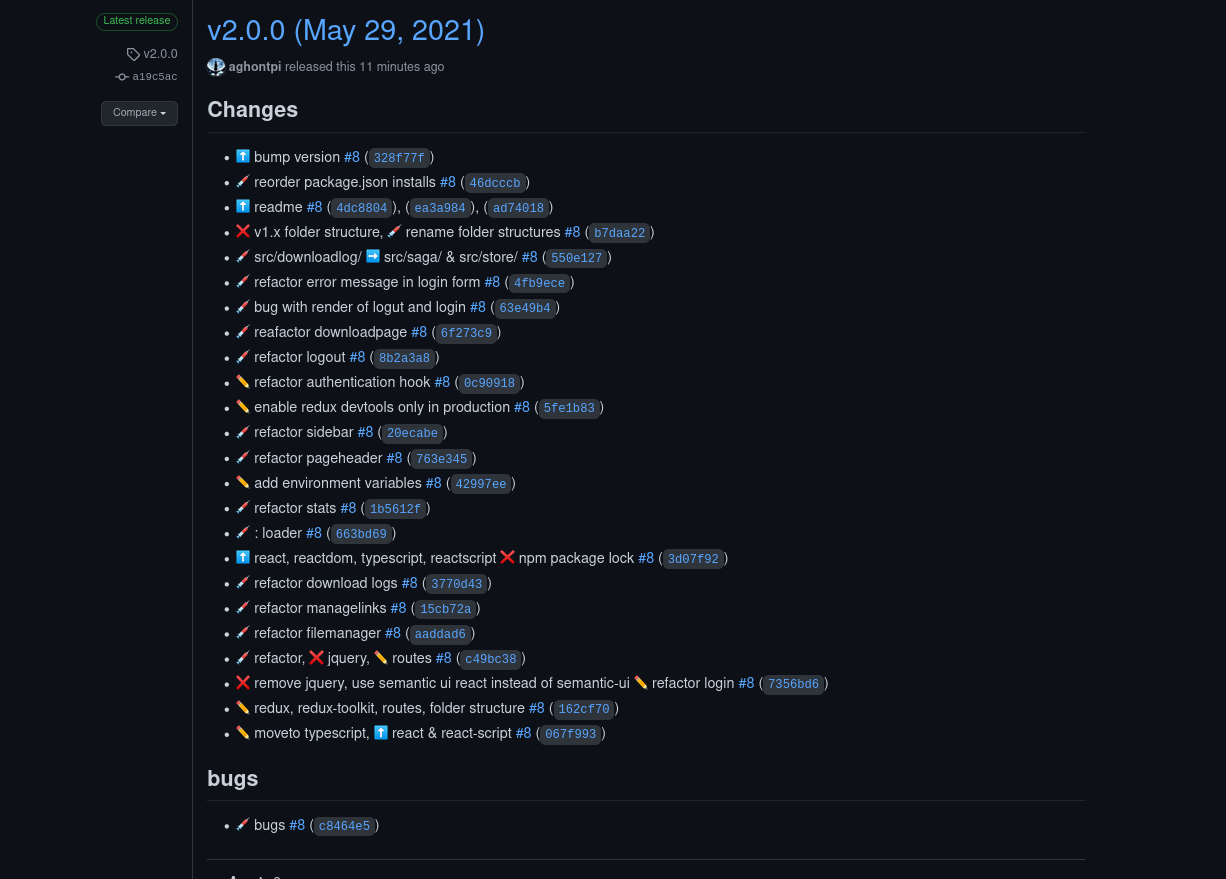 Latest release
v2.0.0
a19c5ac
Compare
v2.0.0 (May 29, 2021)
aghontpi released this 11 minutes ago
Changes
⬆️ bump version #8 (328f77f)
💉 reorder package.json installs #8 (46dcccb)
⬆️ readme #8 (4dc8804), (ea3a984), (ad74018)
❌ v1.x folder structure, 💉 rename folder structures #8 (b7daa22)
💉 src/downloadlog/ ➡️ src/saga/ & src/store/ #8 (550e127)
💉 refactor error message in login form #8 (4fb9ece)
💉 bug with render of logut and login #8 (63e49b4)
💉 reafactor downloadpage #8 (6f273c9)
💉 refactor logout #8 (8b2a3a8)
✏️ refactor authentication hook #8 (0c90918)
✏️ enable redux devtools only in production #8 (5fe1b83)
💉 refactor sidebar #8 (20ecabe)
💉 refactor pageheader #8 (763e345)
✏️ add environment variables #8 (42997ee)
💉 refactor stats #8 (1b5612f)
💉 : loader #8 (663bd69)
⬆️ react, reactdom, typescript, reactscript ❌ npm package lock #8 (3d07f92)
💉 refactor download logs #8 (3770d43)
💉 refactor managelinks #8 (15cb72a)
💉 refactor filemanager #8 (aaddad6)
💉 refactor, ❌ jquery, ✏️ routes #8 (c49bc38)
❌ remove jquery, use semantic ui react instead of semantic-ui ✏️ refactor login #8 (7356bd6)
✏️ redux, redux-toolkit, routes, folder structure #8 (162cf70)
✏️ moveto typescript, ⬆️ react & react-script #8 (067f993)
bugs
💉 bugs #8 (c8464e5)